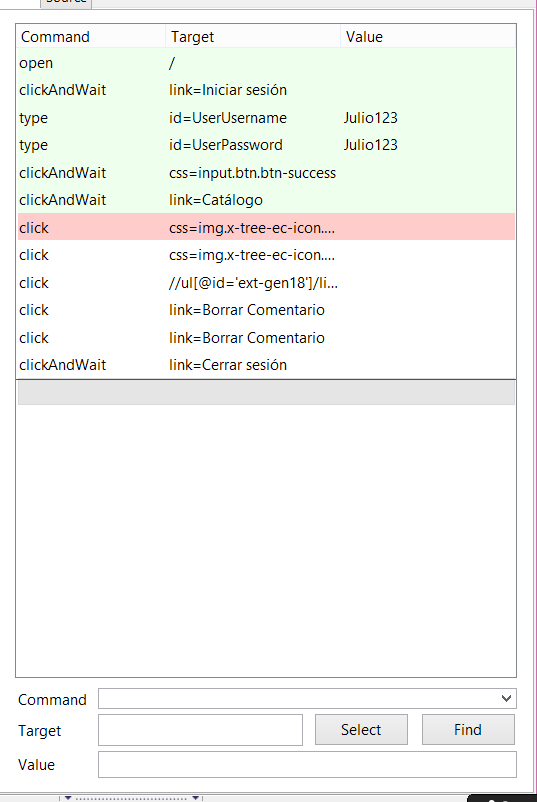 Source
Command Target Value
open /
clickAndWait link=Iniciar sesión
type id=UserUsername Julio123
type id=UserPassword Julio123
clickAndWait css=input.btn.btn-success
clickAndWait link=Catálogo
click css=img.x-tree-ec-icon....
click css=img.x-tree-ec-icon....
click //ul[@id='ext-gen18']/li...
click link=Borrar Comentario
click link=Borrar Comentario
clickAndWait link=Cerrar sesión
Command
Target Select Find
Value